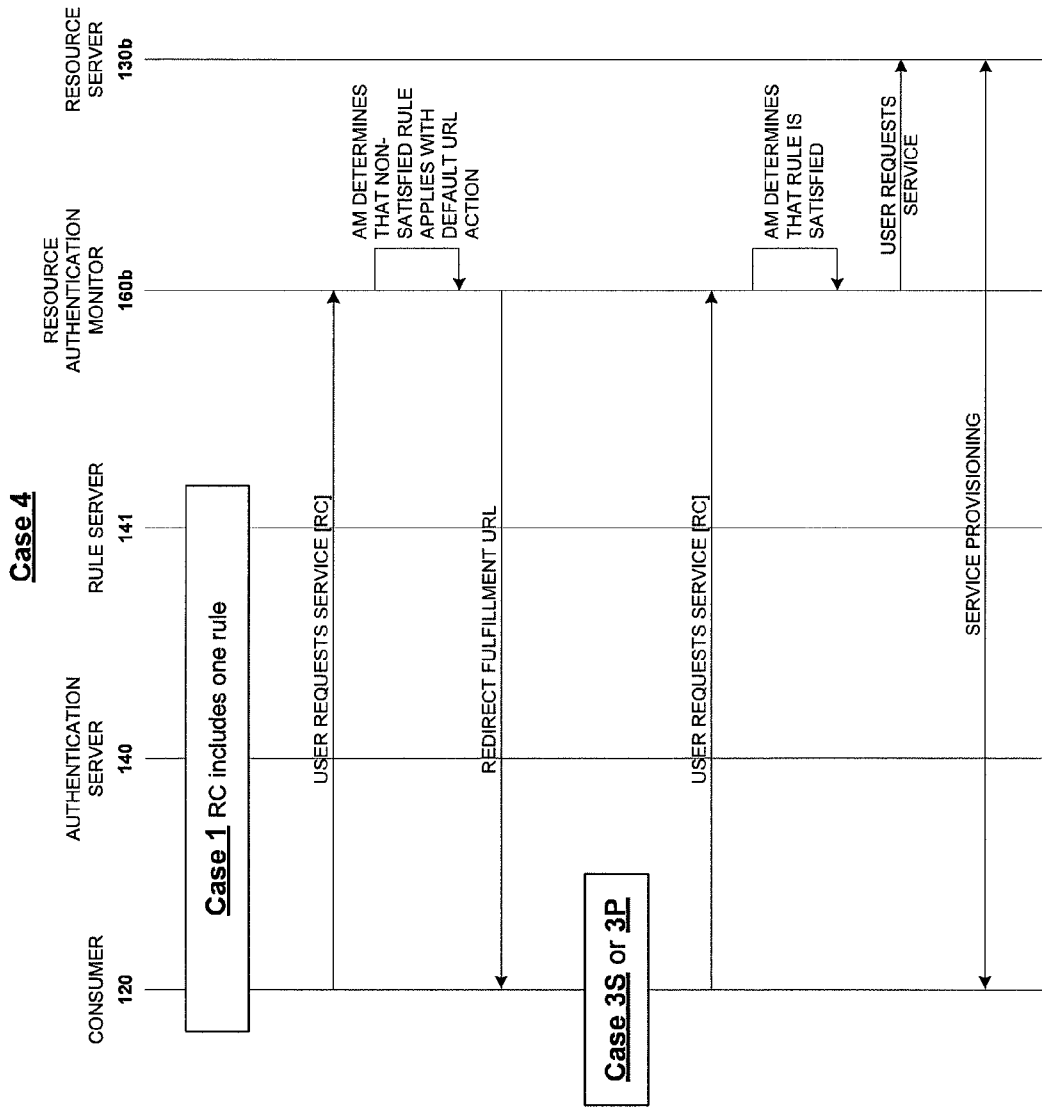 Case 4
CONSUMER
120
AUTHENTICATION
SERVER
140
RULE SERVER
141
RESOURCE
AUTHENTICATION
MONITOR
160b
RESOURCE
SERVER
130b
Case 1 RC includes one rule
USER REQUESTS SERVICE [RC]
AM DETERMINES
THAT NON-
SATISFIED RULE
APPLIES WITH
DEFAULT URL
ACTION
REDIRECT FULFILLMENT URL
Case 3S or 3P
USER REQUESTS SERVICE [RC]
AM DETERMINES
THAT RULE IS
SATISFIED
USER REQUESTS
SERVICE
SERVICE PROVISIONING